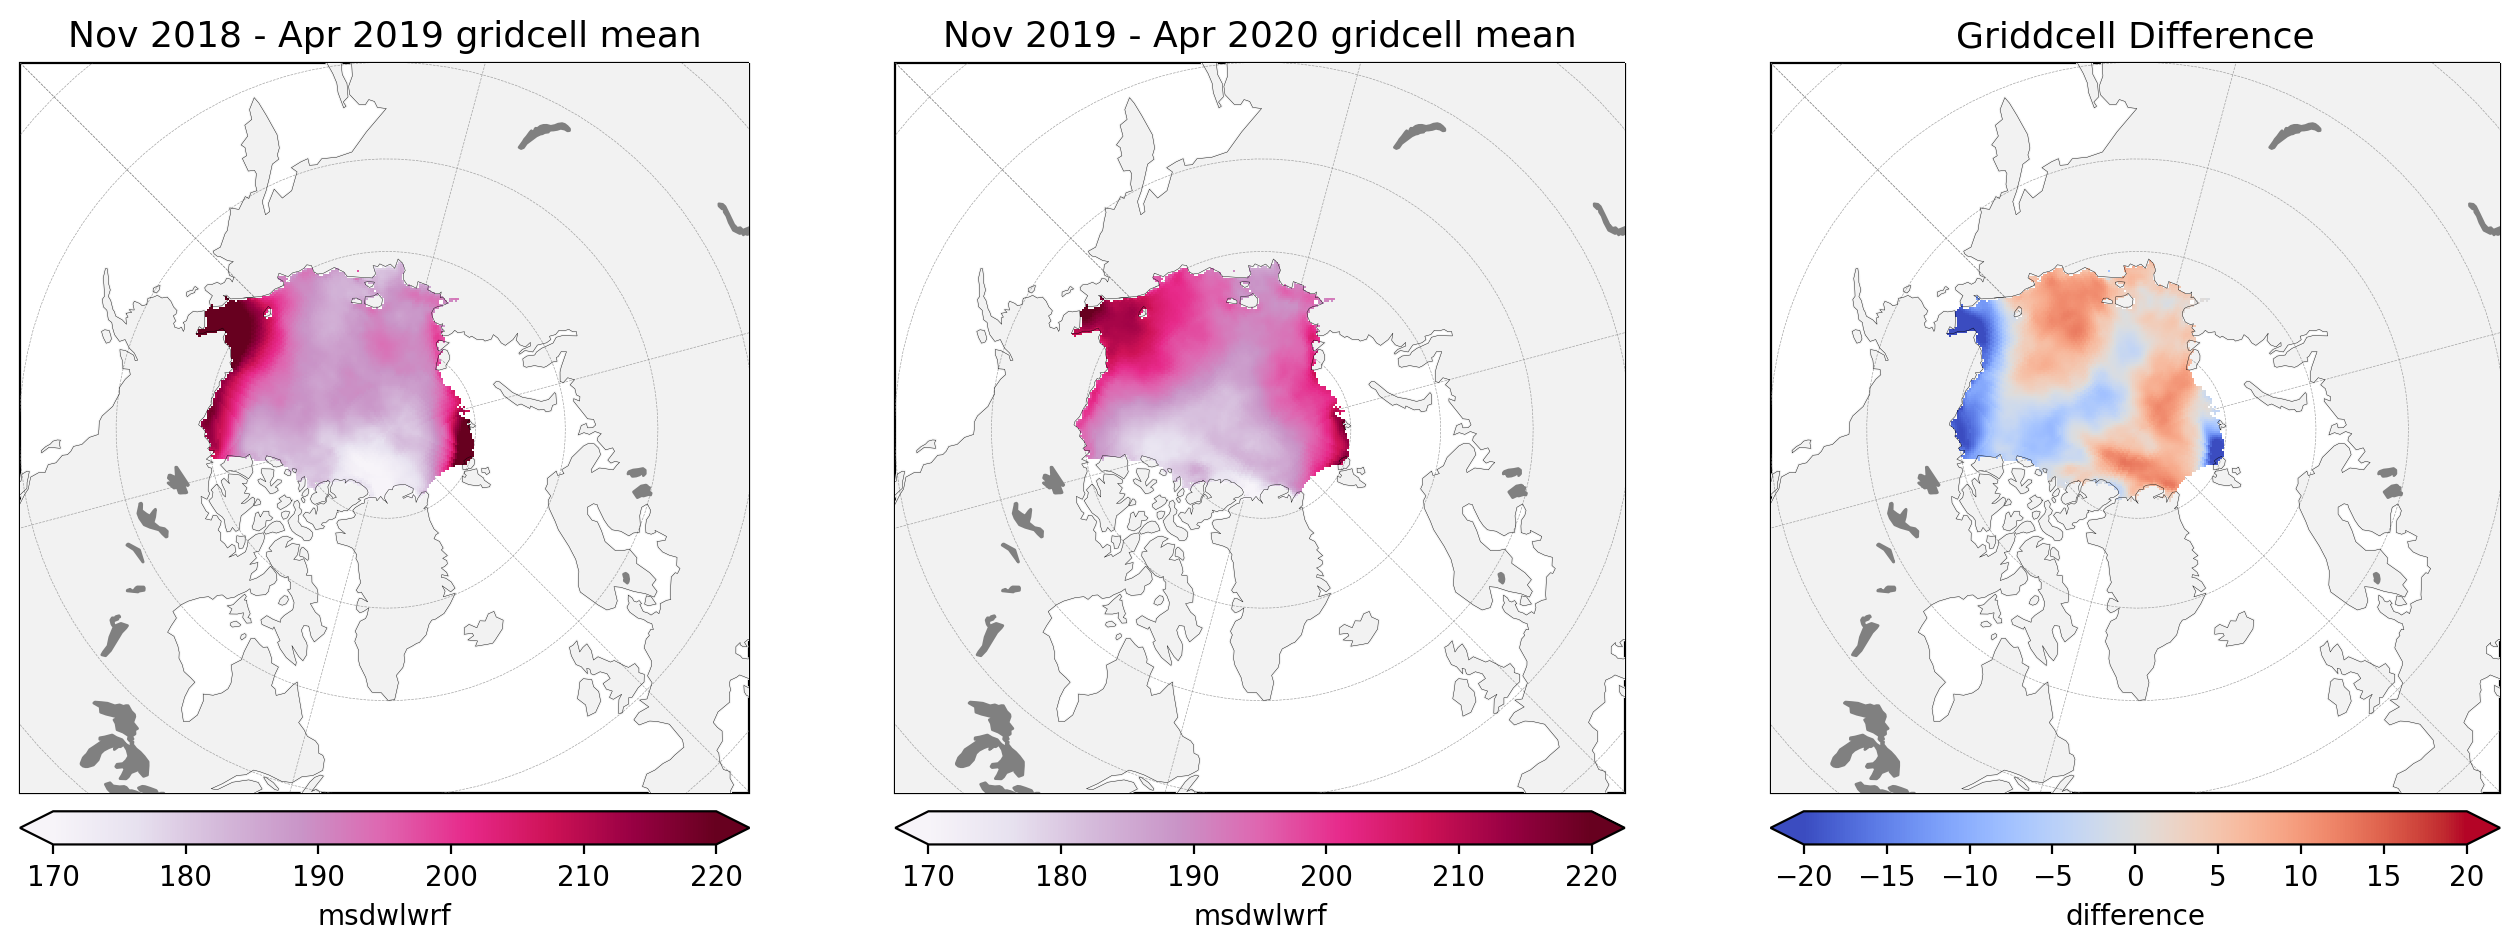 Nov 2018 - Apr 2019 gridcell mean
Nov 2019 - Apr 2020 gridcell mean
Griddcell Difference
170 180 190 200 210 220
msdwlwrf
170 180 190 200 210 220
msdwlwrf
−20 −15 −10 −5 0 5 10 15 20
difference